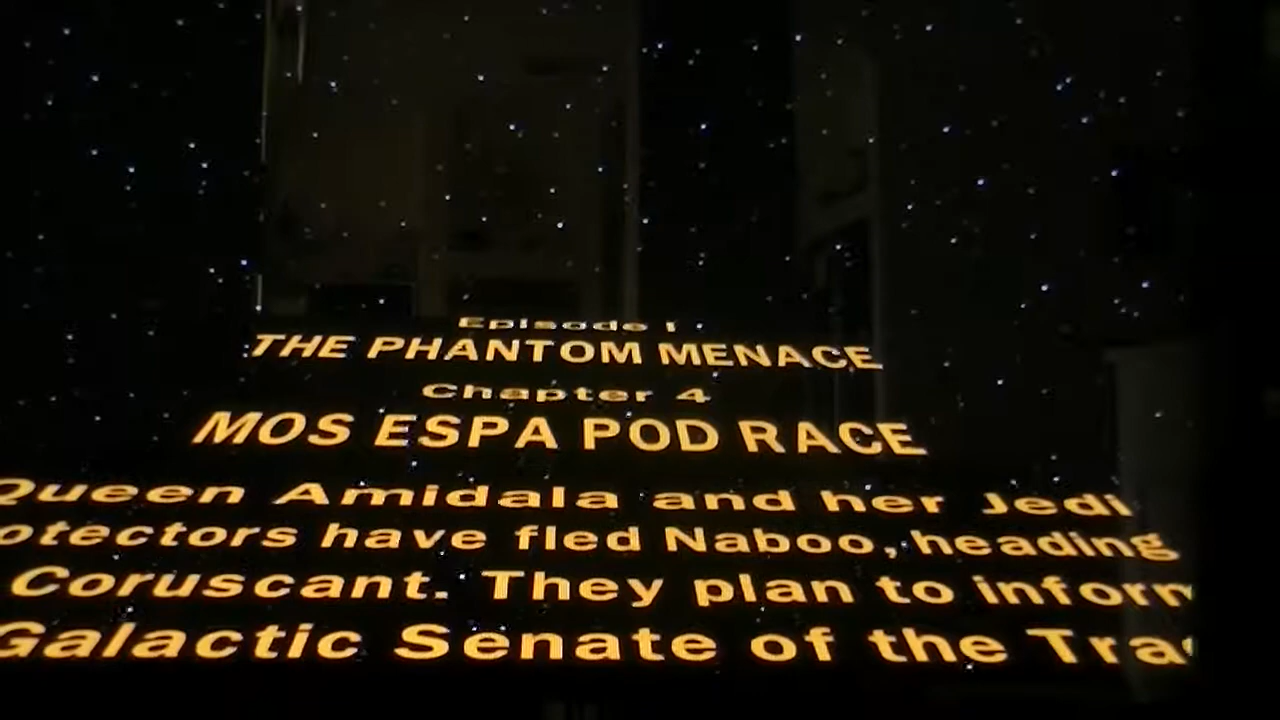 Episode I
THE PHANTOM MENACE
Chapter 4
MOS ESPA POD RACE
Queen Amidala and her Jedi
otectors have fled Naboo, heading
Coruscant. They plan to inform
Galactic Senate of the Tra